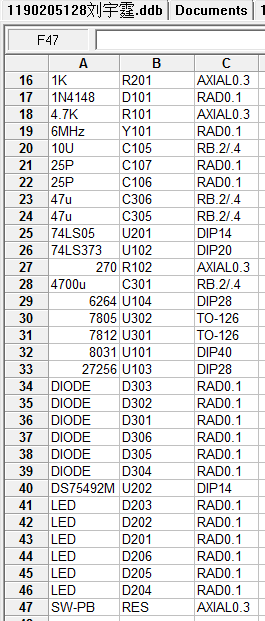 1190205128刘宇霆.ddb Documents
F47
A B C
16 1K R201 AXIAL0.3
17 1N4148 D101 RAD0.1
18 4.7K R101 AXIAL0.3
19 6MHz Y101 RAD0.1
20 10U C105 RB.2/.4
21 25P C107 RAD0.1
22 25P C106 RAD0.1
23 47u C306 RB.2/.4
24 47u C305 RB.2/.4
25 74LS05 U201 DIP14
26 74LS373 U102 DIP20
27 270 R102 AXIAL0.3
28 4700u C301 RB.2/.4
29 6264 U104 DIP28
30 7805 U302 TO-126
31 7812 U301 TO-126
32 8031 U101 DIP40
33 27256 U103 DIP28
34 DIODE D303 RAD0.1
35 DIODE D302 RAD0.1
36 DIODE D301 RAD0.1
37 DIODE D306 RAD0.1
38 DIODE D305 RAD0.1
39 DIODE D304 RAD0.1
40 DS75492M U202 DIP14
41 LED D203 RAD0.1
42 LED D202 RAD0.1
43 LED D201 RAD0.1
44 LED D206 RAD0.1
45 LED D205 RAD0.1
46 LED D204 RAD0.1
47 SW-PB RES AXIAL0.3